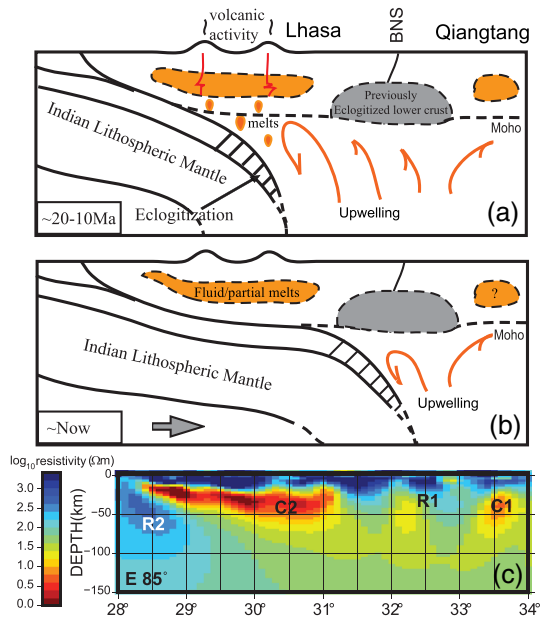 volcanic
activity
Lhasa
BNS
Qiangtang
Previously
Eclogitized lower crust
melts
Moho
Indian Lithospheric Mantle
Eclogitization
Upwelling
(a)
~20-10Ma
Fluid/partial melts
?
Moho
Indian Lithospheric Mantle
Upwelling
(b)
~Now
log10 resistivity (Ωm)
3.0
2.5
2.0
1.5
1.0
0.5
0.0
DEPTH(km)
0
−50
−100
−150
R2
C2
R1
C1
E 85°
(c)
28° 29° 30° 31° 32° 33° 34°